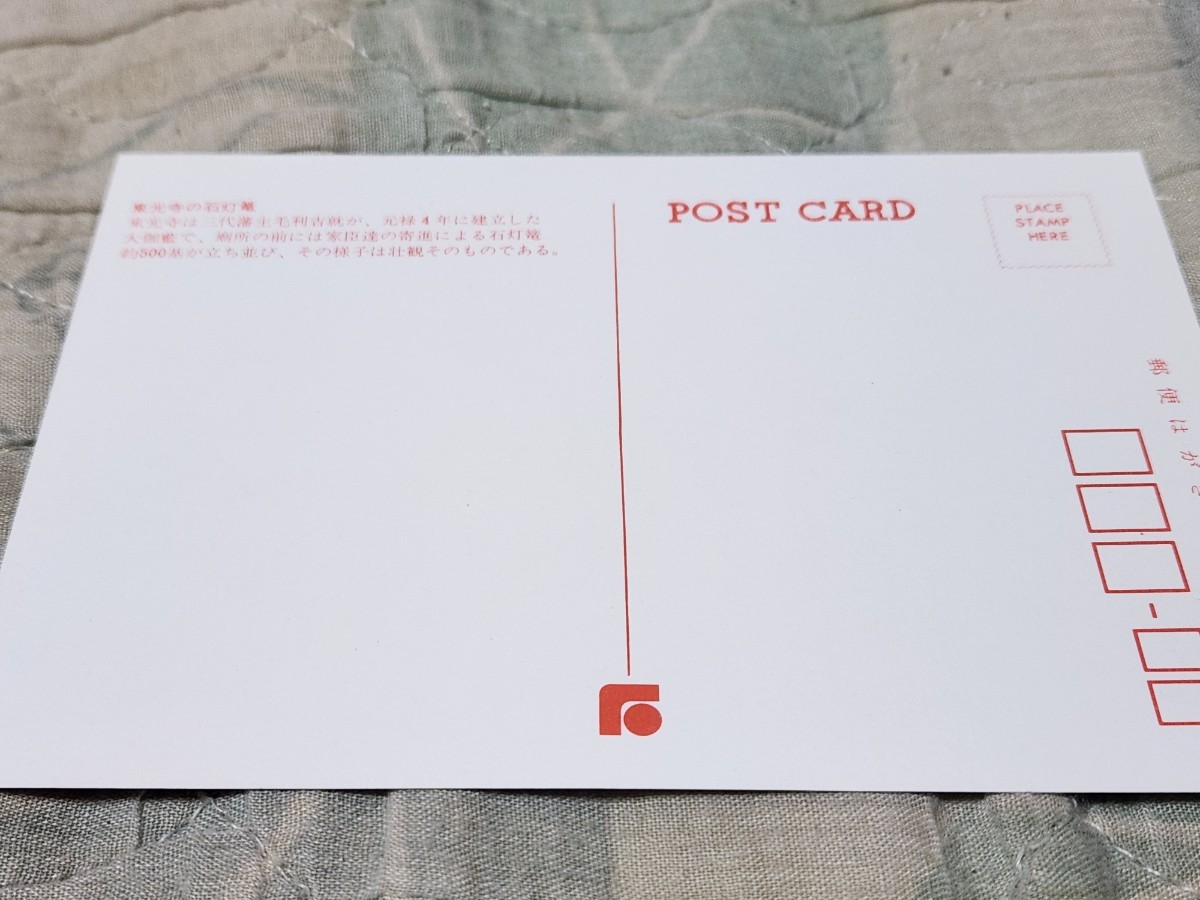 東光寺の石灯篭
東光寺は三代藩主毛利吉就が、元禄4年に建立した
大伽藍で、廟所の前には家臣達の寄進による石灯篭
約500基が立ち並び、その様子は壮観そのものである。
POST CARD
PLACE
STAMP
HERE
郵便はがき